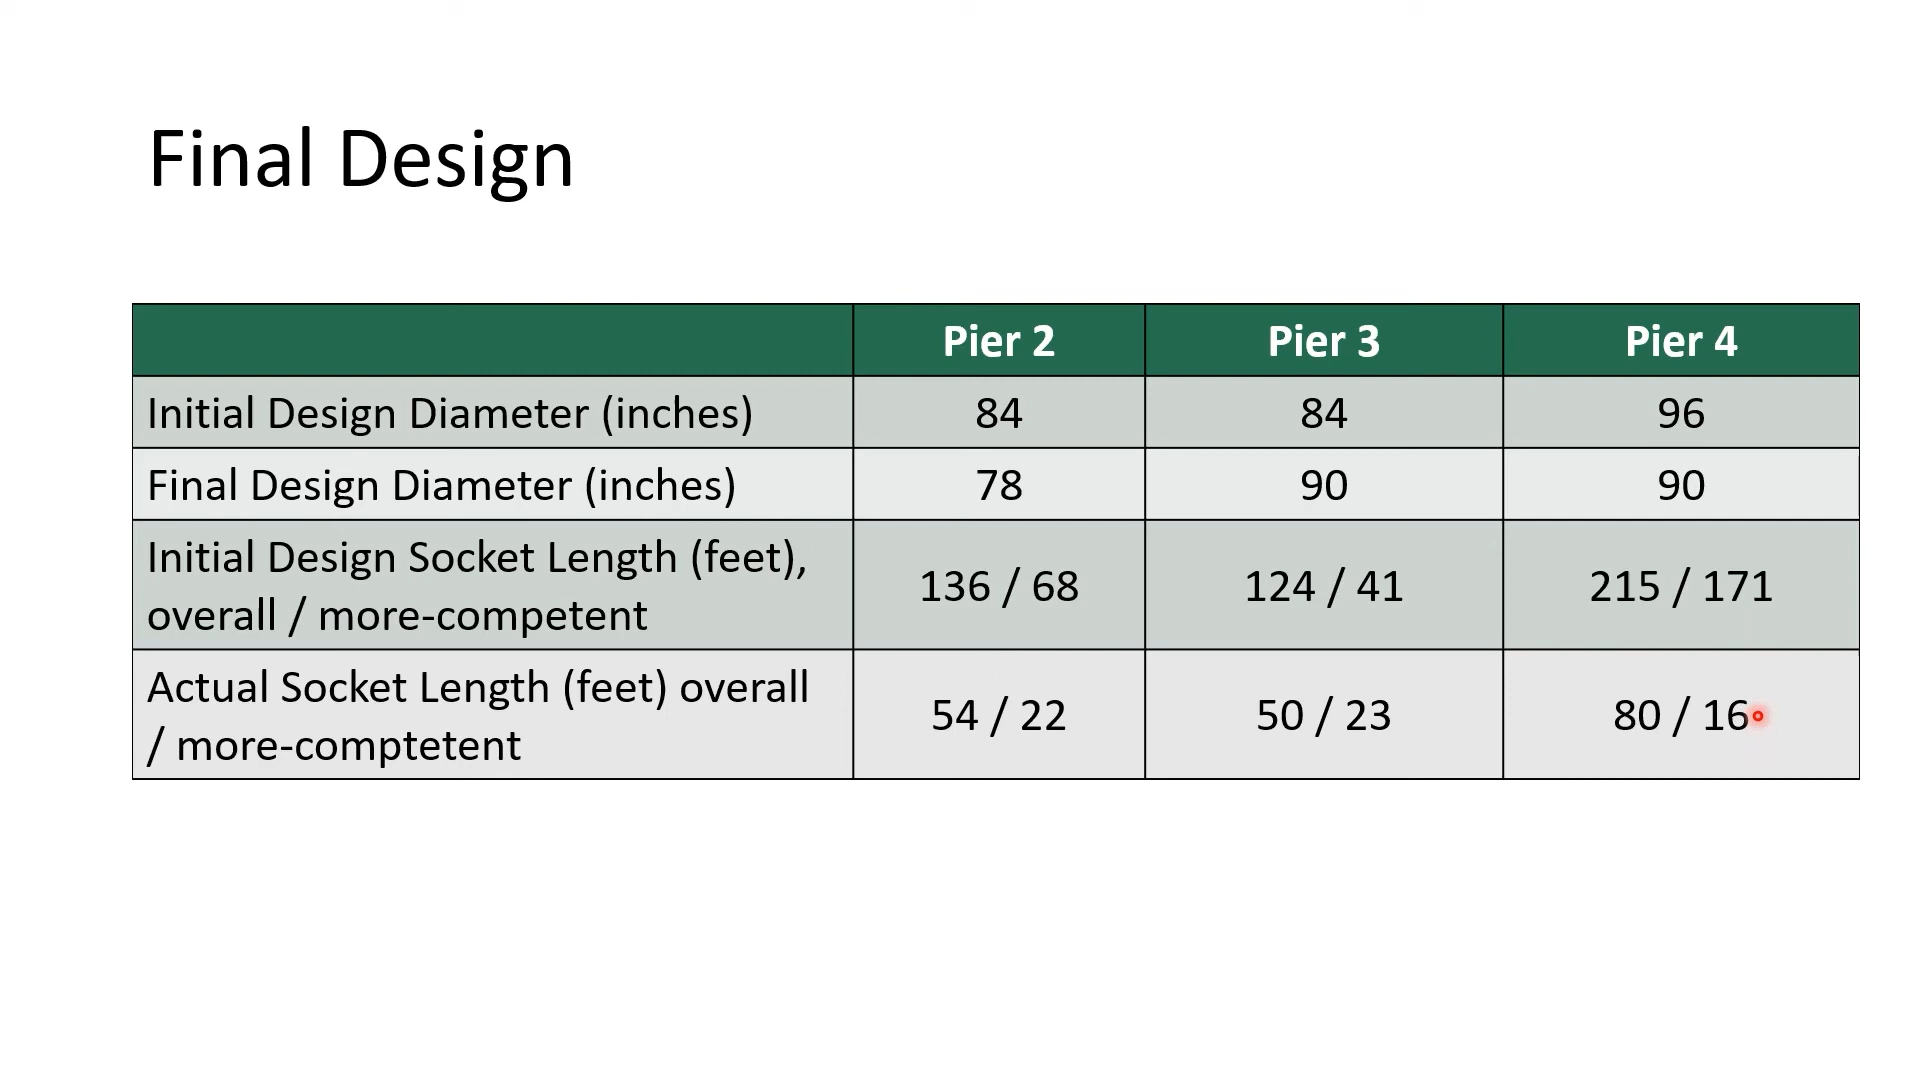 Final Design
Pier 2 Pier 3 Pier 4
Initial Design Diameter (inches) 84 84 96
Final Design Diameter (inches) 78 90 90
Initial Design Socket Length (feet),
overall / more-competent 136 / 68 124 / 41 215 / 171
Actual Socket Length (feet) overall
/ more-comptetent 54 / 22 50 / 23 80 / 16